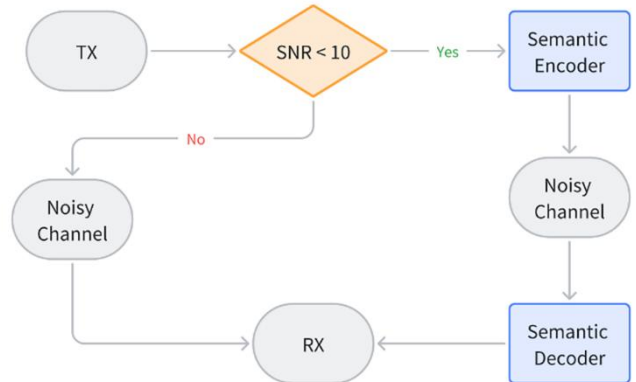 TX
SNR < 10
Yes
Semantic
Encoder
No
Noisy
Channel
Noisy
Channel
RX
Semantic
Decoder